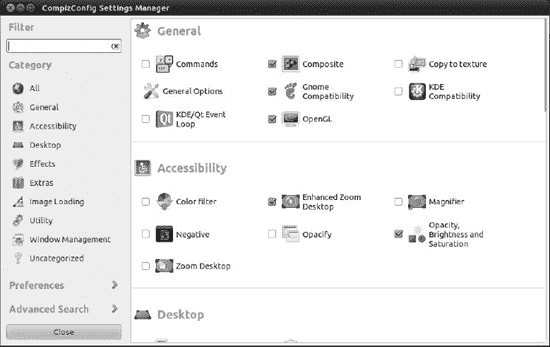 CompizConfig Settings Manager
Filter
Category
All
General
Accessibility
Desktop
Effects
Extras
Image Loading
Utility
Window Management
Uncategorized
Preferences
Advanced Search
Close
General
Commands
Composite
Copy to texture
General Options
Gnome
Compatibility
KDE
Compatibility
KDE/Qt Event
Loop
OpenGL
Accessibility
Color filter
Enhanced Zoom
Desktop
Magnifier
Negative
Opacify
Opacity,
Brightness and
Saturation
Zoom Desktop
Desktop